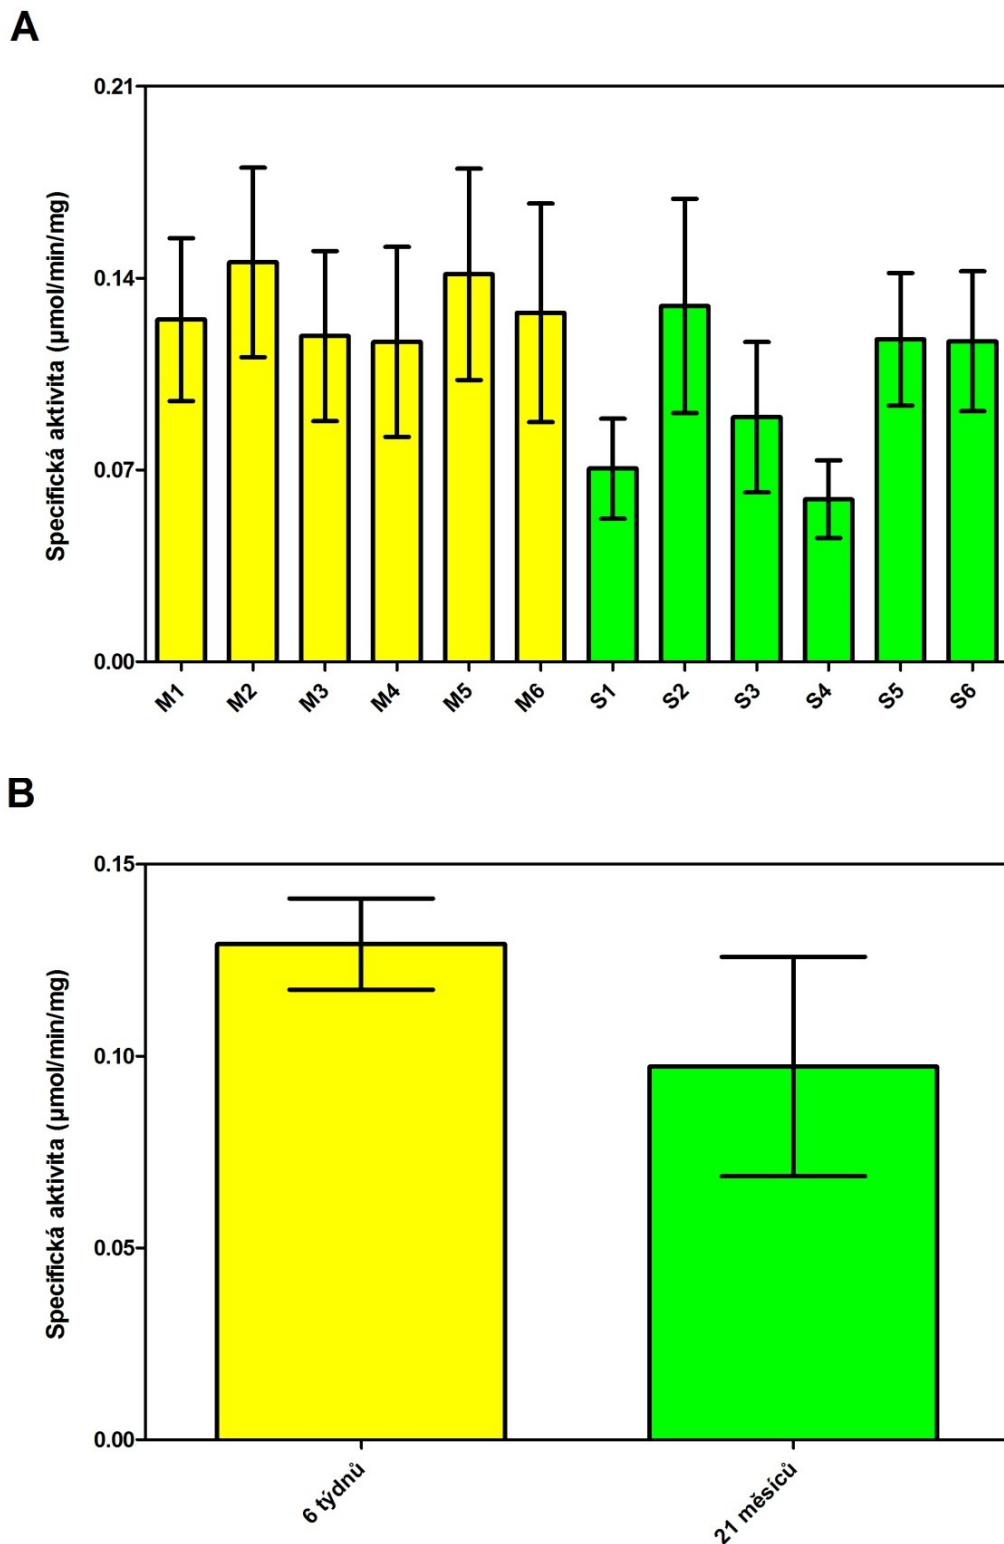 A
Specifická aktivita (µmol/min/mg)
0.21
0.14
0.07
0.00
M1 M2 M3 M4 M5 M6 S1 S2 S3 S4 S5 S6
B
Specifická aktivita (µmol/min/mg)
0.15
0.10
0.05
0.00
6 týdnů 21 měsíců